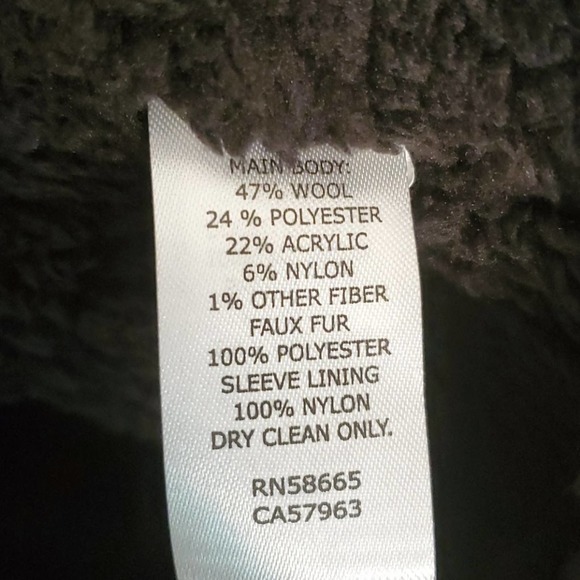 MAIN BODY:
47% WOOL
24 % POLYESTER
22% ACRYLIC
6% NYLON
1% OTHER FIBER
FAUX FUR
100% POLYESTER
SLEEVE LINING
100% NYLON
DRY CLEAN ONLY.
RN58665
CA57963